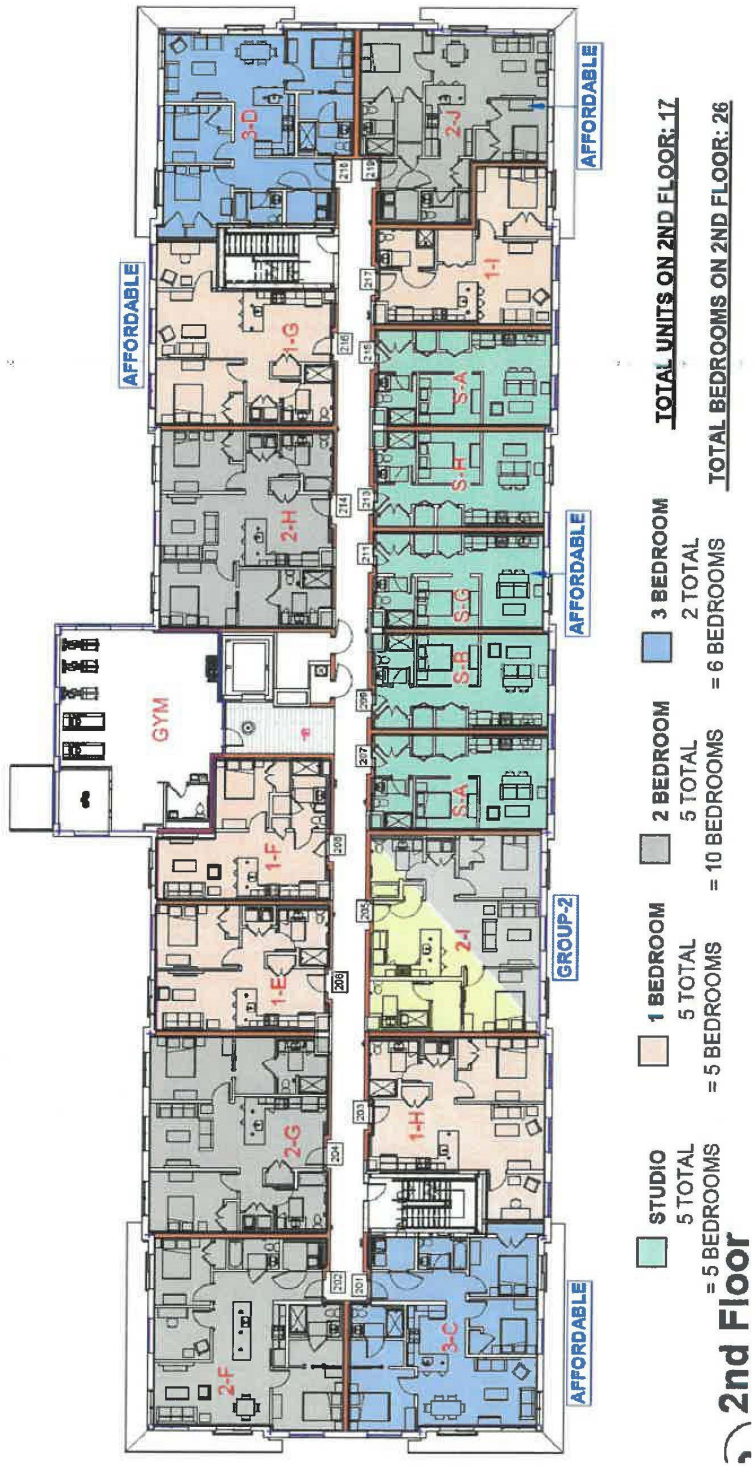 AFFORDABLE
GYM
2-F
2-G
1-E
1-F
2-H
1-G
3-D
202
204
206
208
214
216
218
201
203
205
207
209
211
213
215
217
219
3-C
1-H
2-I
S-A
S-B
S-G
S-A
1-I
2-J
AFFORDABLE
GROUP-2
AFFORDABLE
AFFORDABLE
STUDIO
5 TOTAL
= 5 BEDROOMS
1 BEDROOM
5 TOTAL
= 5 BEDROOMS
2 BEDROOM
5 TOTAL
= 10 BEDROOMS
3 BEDROOM
2 TOTAL
= 6 BEDROOMS
TOTAL UNITS ON 2ND FLOOR: 17
TOTAL BEDROOMS ON 2ND FLOOR: 26
2nd Floor